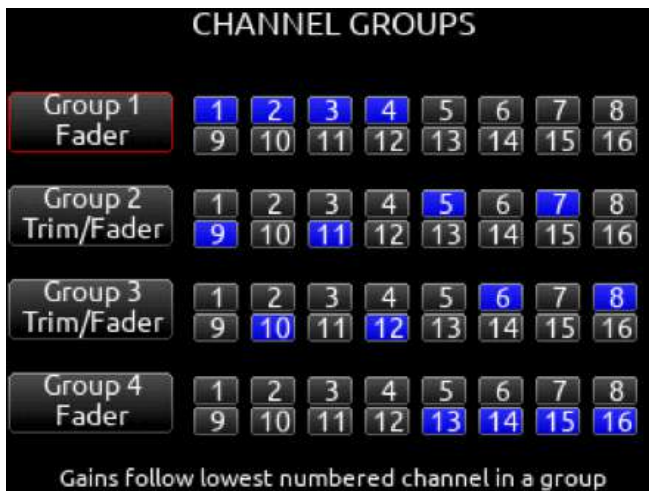 CHANNEL GROUPS
Group 1
Fader
1 2 3 4 5 6 7 8
9 10 11 12 13 14 15 16
Group 2
Trim/Fader
1 2 3 4 5 6 7 8
9 10 11 12 13 14 15 16
Group 3
Trim/Fader
1 2 3 4 5 6 7 8
9 10 11 12 13 14 15 16
Group 4
Fader
1 2 3 4 5 6 7 8
9 10 11 12 13 14 15 16
Gains follow lowest numbered channel in a group